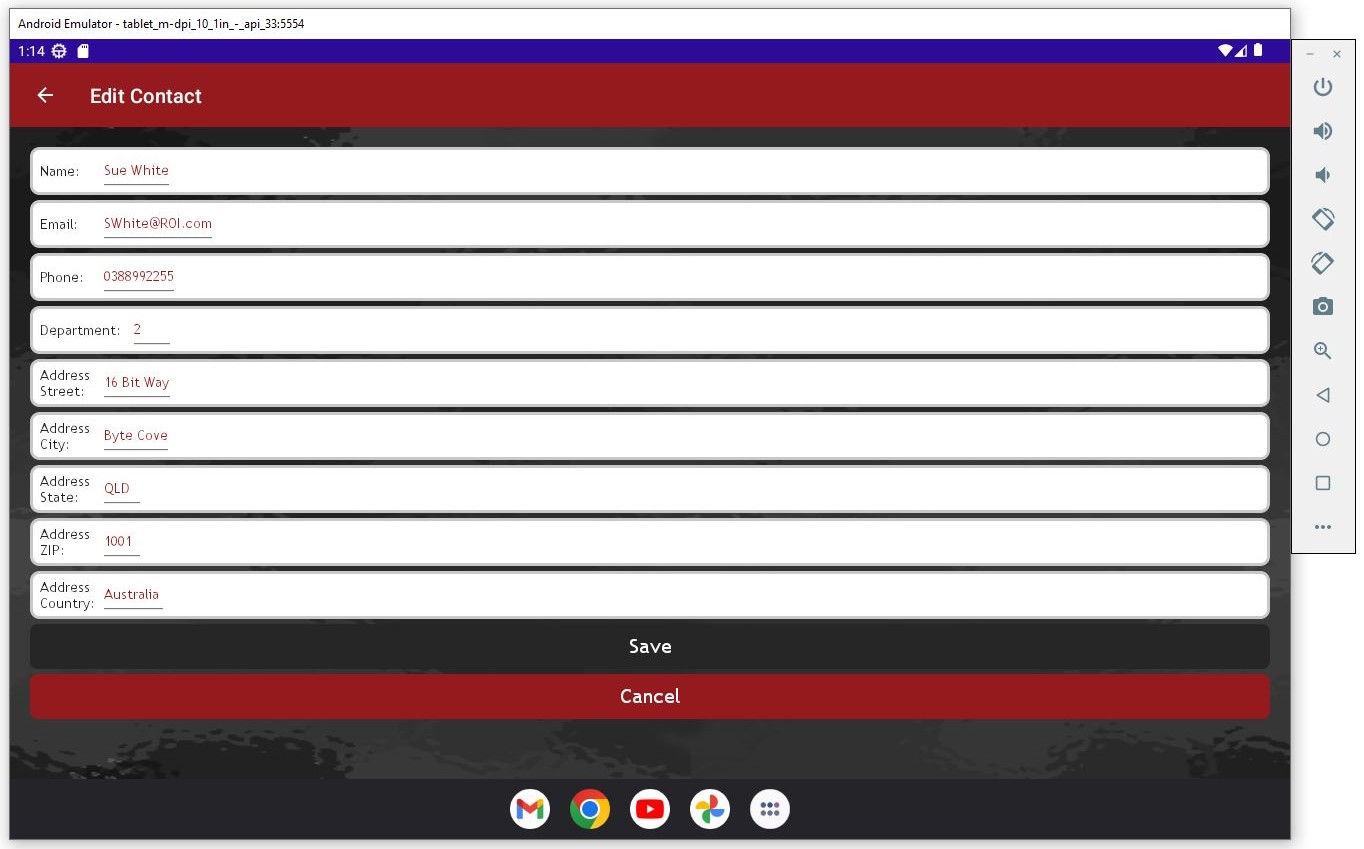 Android Emulator - tablet_m-dpi_10_1in_-_api_33:5554
1:14
Edit Contact
Name: Sue White
Email: SWhite@ROI.com
Phone: 0388992255
Department: 2
Address
Street: 16 Bit Way
Address
City: Byte Cove
Address
State: QLD
Address
ZIP: 1001
Address
Country: Australia
Save
Cancel